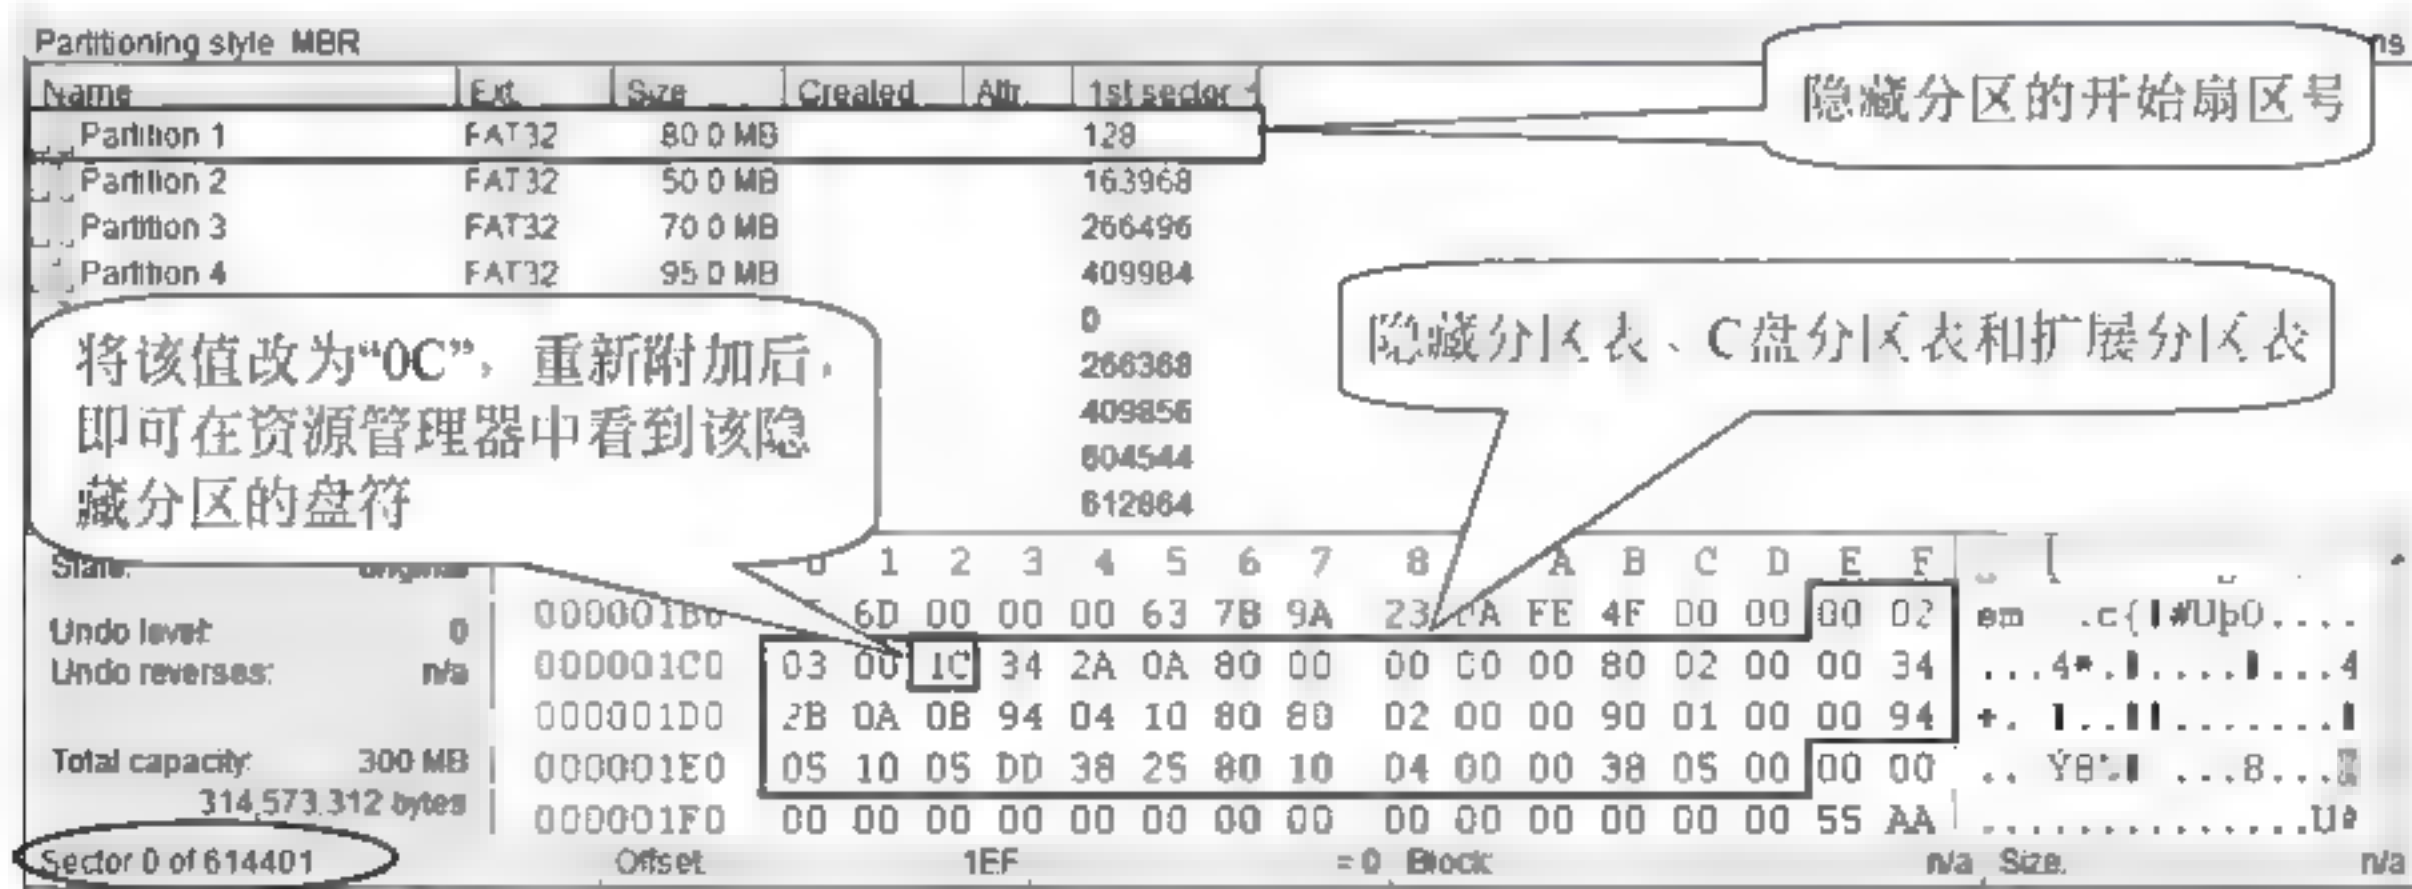 Partitioning style MBR
Name Ext. Size Created Attr. 1st sector
隐藏分区的开始扇区号
Partition 1 FAT32 80.0 MB 128
Partition 2 FAT32 50.0 MB 163968
Partition 3 FAT32 70.0 MB 266496
Partition 4 FAT32 95.0 MB 409984
0
266368
409856
604544
612864
将该值改为“0C”，重新附加后，
即可在资源管理器中看到该隐
藏分区的盘符
隐藏分区表、C盘分区表和扩展分区表
State: original
0 1 2 3 4 5 6 7 8 A B C D E F
Undo level: 0
Undo reverses: n/a
Total capacity: 300 MB
314,573,312 bytes
000001B0 6D 00 00 00 63 7B 9A 23 FE 4F 00 00 00 02
000001C0 03 00 1C 34 2A 0A 80 00 00 00 00 80 02 00 00 34
000001D0 2B 0A 0B 94 04 10 80 80 02 00 00 90 01 00 00 94
000001E0 05 10 05 DD 38 25 80 10 04 00 00 38 05 00 00 00
000001F0 00 00 00 00 00 00 00 00 00 00 00 00 00 00 55 AA
Sector 0 of 614401 Offset: 1EF = 0 Block: n/a Size: n/a